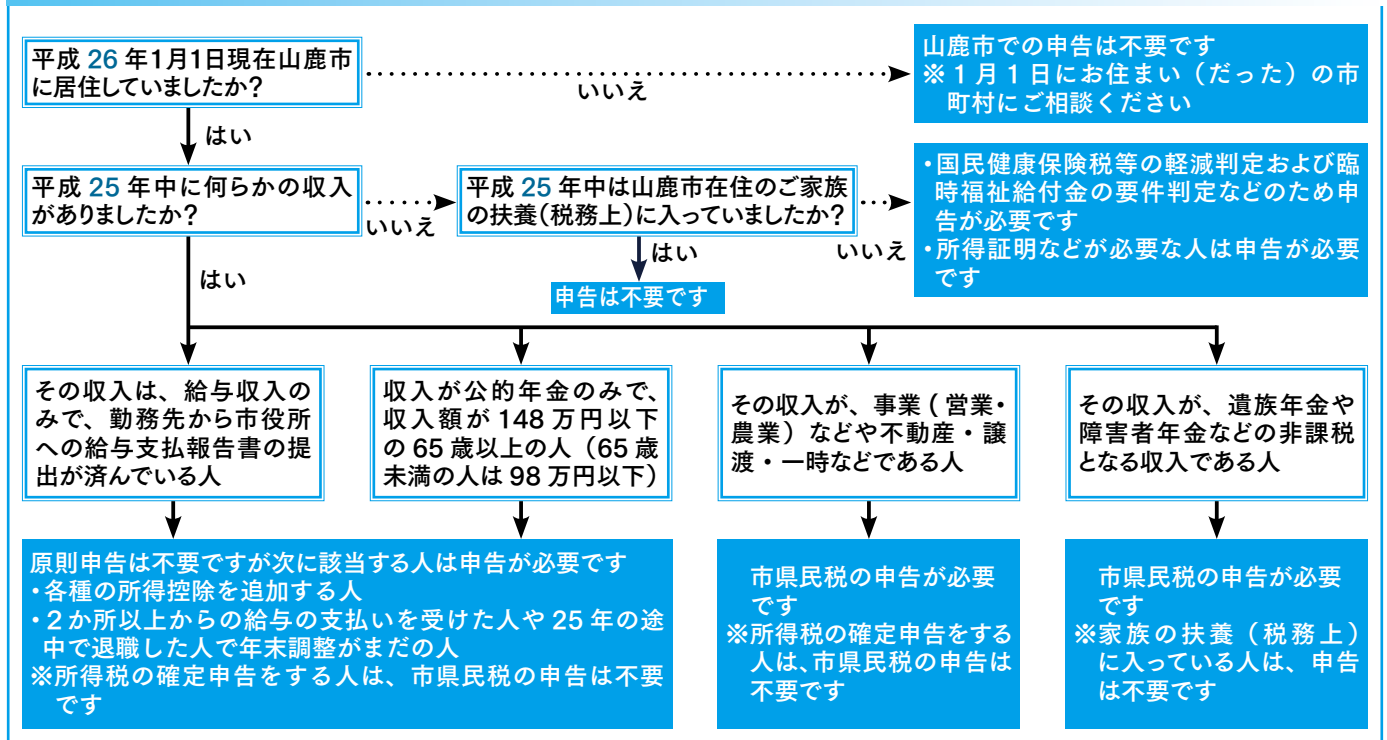 平成 26 年1月1日現在山鹿市
に居住していましたか？
いいえ
山鹿市での申告は不要です
※１月１日にお住まい（だった）の市
町村にご相談ください
はい
平成 25 年中に何らかの収入
がありましたか？
いいえ
平成 25 年中は山鹿市在住のご家族
の扶養（税務上）に入っていましたか？
いいえ
・国民健康保険税等の軽減判定および臨
時福祉給付金の要件判定などのため申
告が必要です
・所得証明などが必要な人は申告が必要
です
はい
申告は不要です
はい
その収入は、給与収入の
みで、勤務先から市役所
への給与支払報告書の提
出が済んでいる人
収入が公的年金のみで、
収入額が 148 万円以下
の 65 歳以上の人（65 歳
未満の人は 98 万円以下）
その収入が、事業 ( 営業・
農業）などや不動産・譲
渡・一時などである人
その収入が、遺族年金や
障害者年金などの非課税
となる収入である人
原則申告は不要ですが次に該当する人は申告が必要です
・各種の所得控除を追加する人
・２か所以上からの給与の支払いを受けた人や 25 年の途
中で退職した人で年末調整がまだの人
※所得税の確定申告をする人は、市県民税の申告は不要
です
市県民税の申告が必要
です
※所得税の確定申告をする
人は、市県民税の申告は
不要です
市県民税の申告が必要
です
※家族の扶養（税務上）
に入っている人は、申告
は不要です